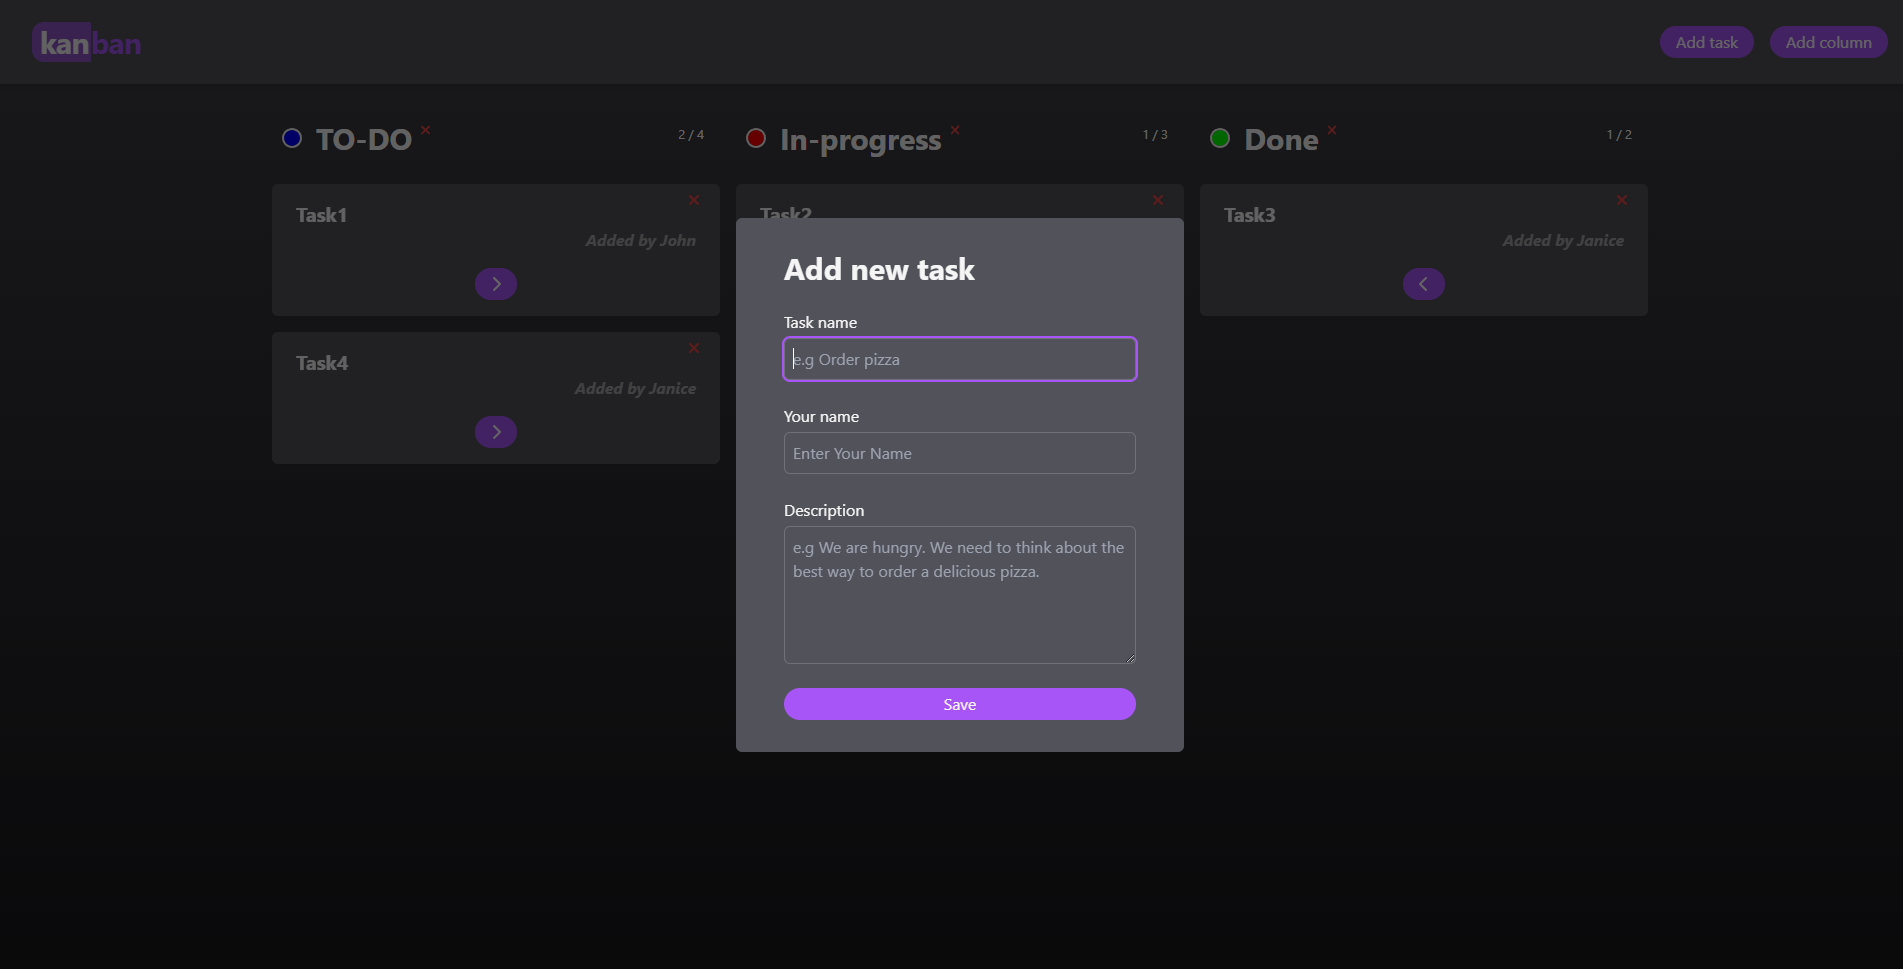 kanban
Add task
Add column
TO-DO ×
2 / 4
In-progress ×
1 / 3
Done ×
1 / 2
×
Task1
Added by John
×
Task4
Added by Janice
×
Task2
×
Task3
Added by Janice
Add new task
Task name
e.g Order pizza
Your name
Enter Your Name
Description
e.g We are hungry. We need to think about the
best way to order a delicious pizza.
Save